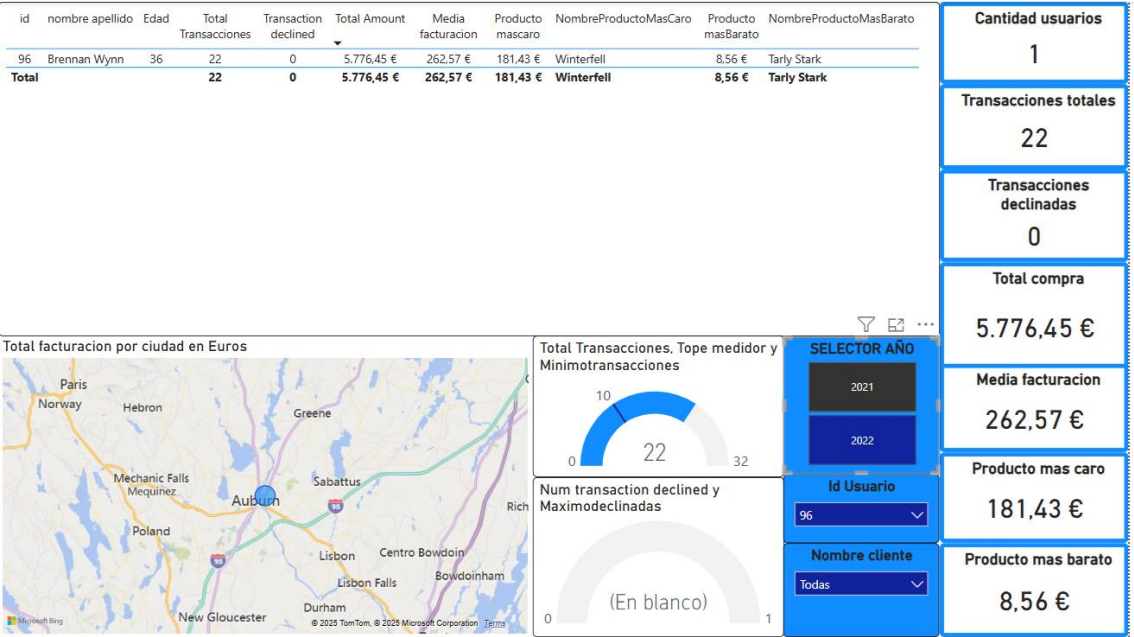 id nombre apellido Edad Total Transacciones Transaction declined Total Amount Media facturacion Producto mascaro NombreProductoMasCaro Producto masBarato NombreProductoMasBarato
96 Brennan Wynn 36 22 0 5.776,45 € 262,57 € 181,43 € Winterfell 8,56 € Tarly Stark
Total 22 0 5.776,45 € 262,57 € 181,43 € Winterfell 8,56 € Tarly Stark
Cantidad usuarios
1
Transacciones totales
22
Transacciones
declinadas
0
Total compra
5.776,45 €
Media facturacion
262,57 €
Producto mas caro
181,43 €
Producto mas barato
8,56 €
Total facturacion por ciudad en Euros
Paris
Norway
Hebron
Greene
Mechanic Falls
Mequinez
Sabattus
Auburn
95
Rich
Poland
95
Lisbon
Centro Bowdoin
Lisbon Falls
Bowdoinham
Durham
New Gloucester
Microsoft Bing
© 2025 TomTom, © 2025 Microsoft Corporation Terms
Total Transacciones, Tope medidor y
Minimotransacciones
10
22
0
32
Num transaction declined y
Maximodeclinadas
(En blanco)
0
1
SELECTOR AÑO
2021
2022
Id Usuario
96
Nombre cliente
Todas